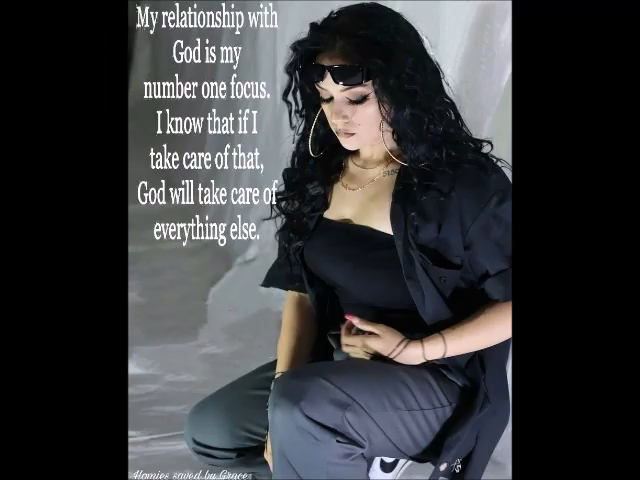 My relationship with
God is my
number one focus.
I know that if I
take care of that,
God will take care of
everything else.
Homies saved by Grace